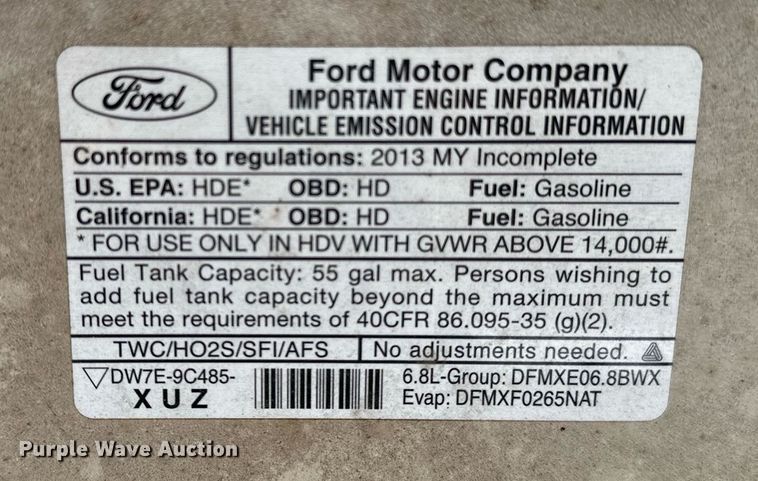 Ford
Ford Motor Company
IMPORTANT ENGINE INFORMATION/
VEHICLE EMISSION CONTROL INFORMATION
Conforms to regulations: 2013 MY Incomplete
U.S. EPA: HDE* OBD: HD Fuel: Gasoline
California: HDE* OBD: HD Fuel: Gasoline
* FOR USE ONLY IN HDV WITH GVWR ABOVE 14,000#.
Fuel Tank Capacity: 55 gal max. Persons wishing to
add fuel tank capacity beyond the maximum must
meet the requirements of 40CFR 86.095-35 (g)(2).
TWC/HO2S/SFI/AFS No adjustments needed.
DW7E-9C485-
XUZ
6.8L-Group: DFMXE06.8BWX
Evap: DFMXF0265NAT
Purple Wave Auction